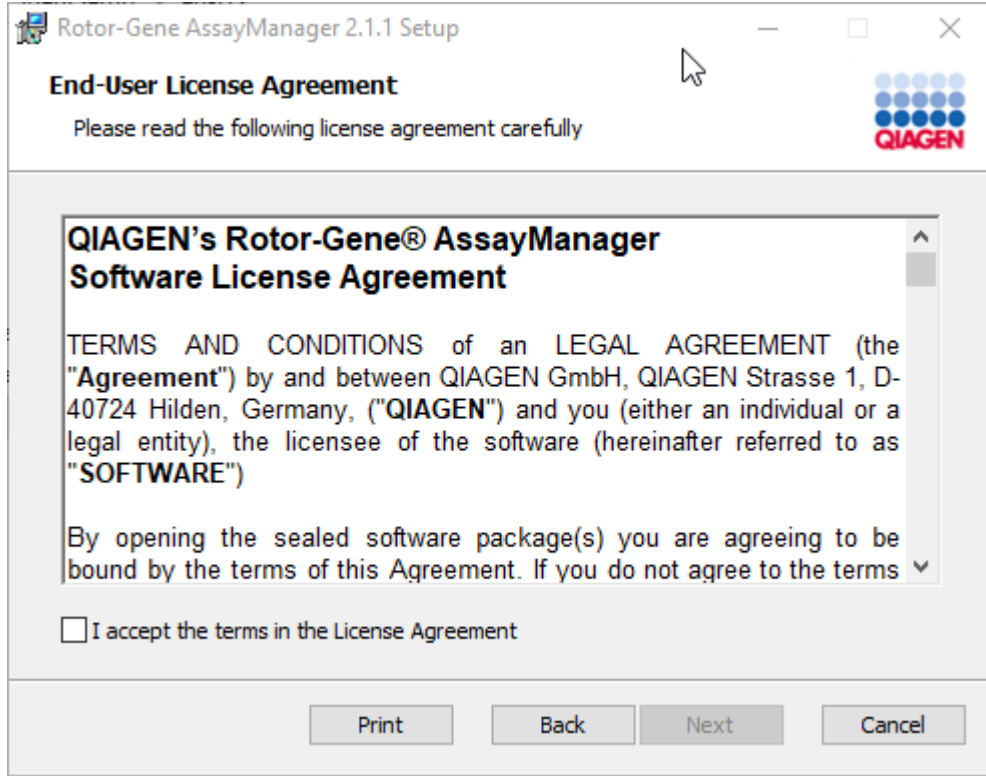 Rotor-Gene AssayManager 2.1.1 Setup
End-User License Agreement
Please read the following license agreement carefully
QIAGEN
QIAGEN's Rotor-Gene® AssayManager
Software License Agreement
TERMS AND CONDITIONS of an LEGAL AGREEMENT (the
"Agreement") by and between QIAGEN GmbH, QIAGEN Strasse 1, D-
40724 Hilden, Germany, ("QIAGEN") and you (either an individual or a
legal entity), the licensee of the software (hereinafter referred to as
"SOFTWARE")
By opening the sealed software package(s) you are agreeing to be
bound by the terms of this Agreement. If you do not agree to the terms
I accept the terms in the License Agreement
Print Back Next Cancel